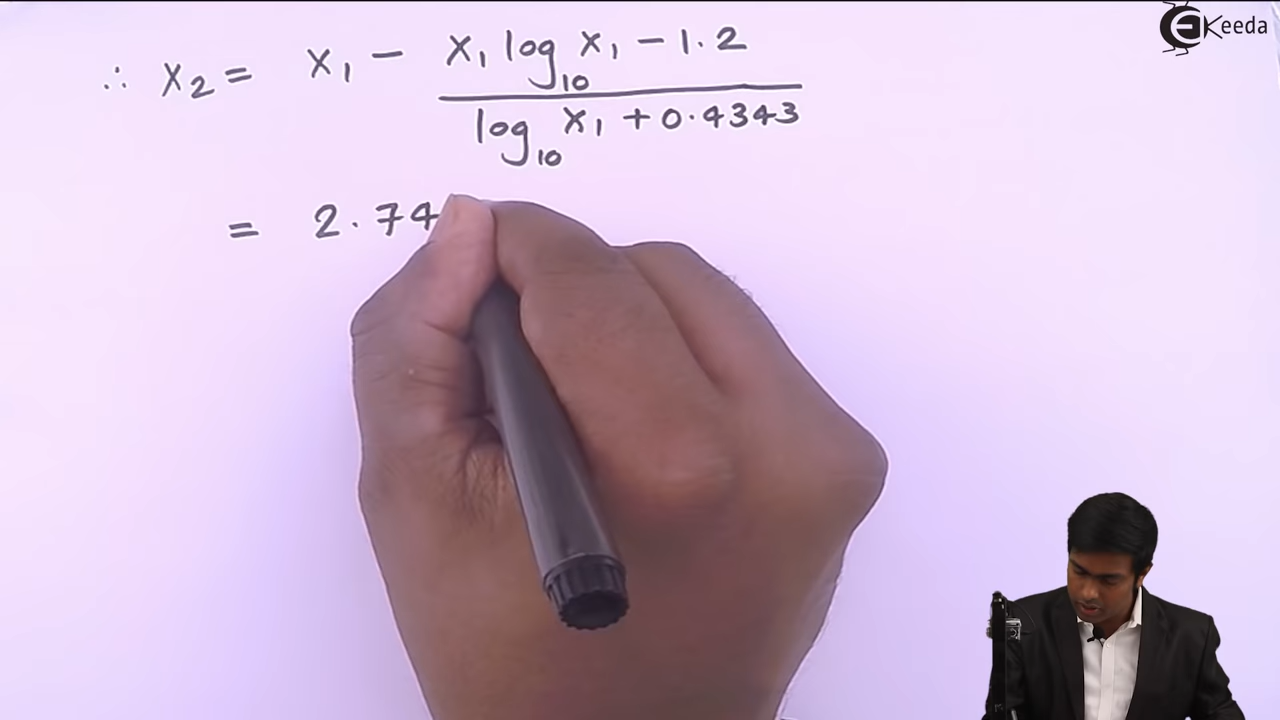 EKeeda
∴ x₂ = x₁ − (x₁ log₁₀ x₁ − 1.2) / (log₁₀ x₁ + 0.4343)
= 2.74